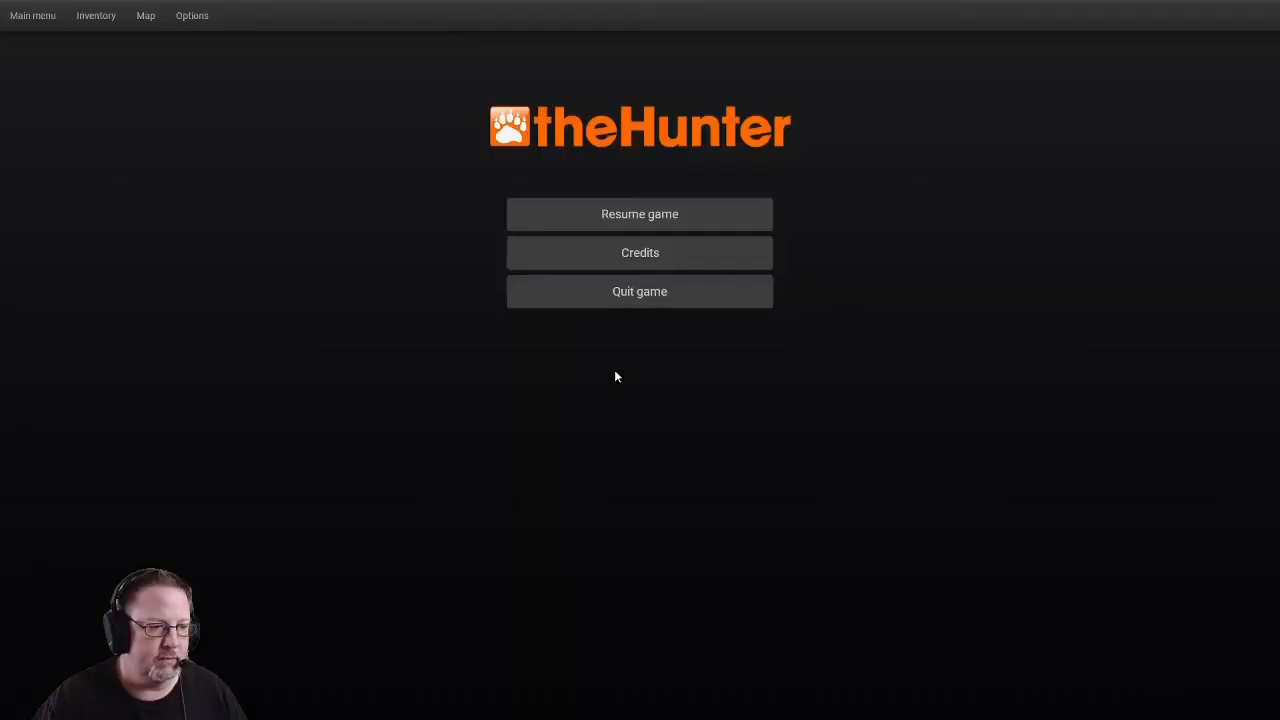 Main menu
Inventory
Map
Options
theHunter
Resume game
Credits
Quit game